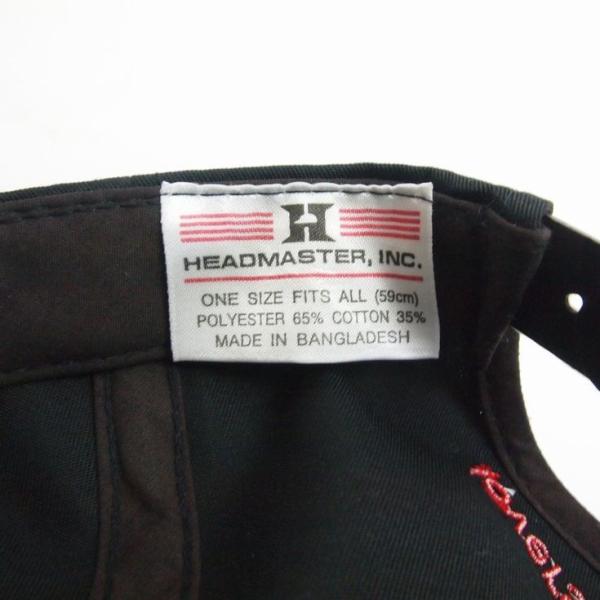 H
HEADMASTER, INC.
ONE SIZE FITS ALL (59cm)
POLYESTER 65% COTTON 35%
MADE IN BANGLADESH